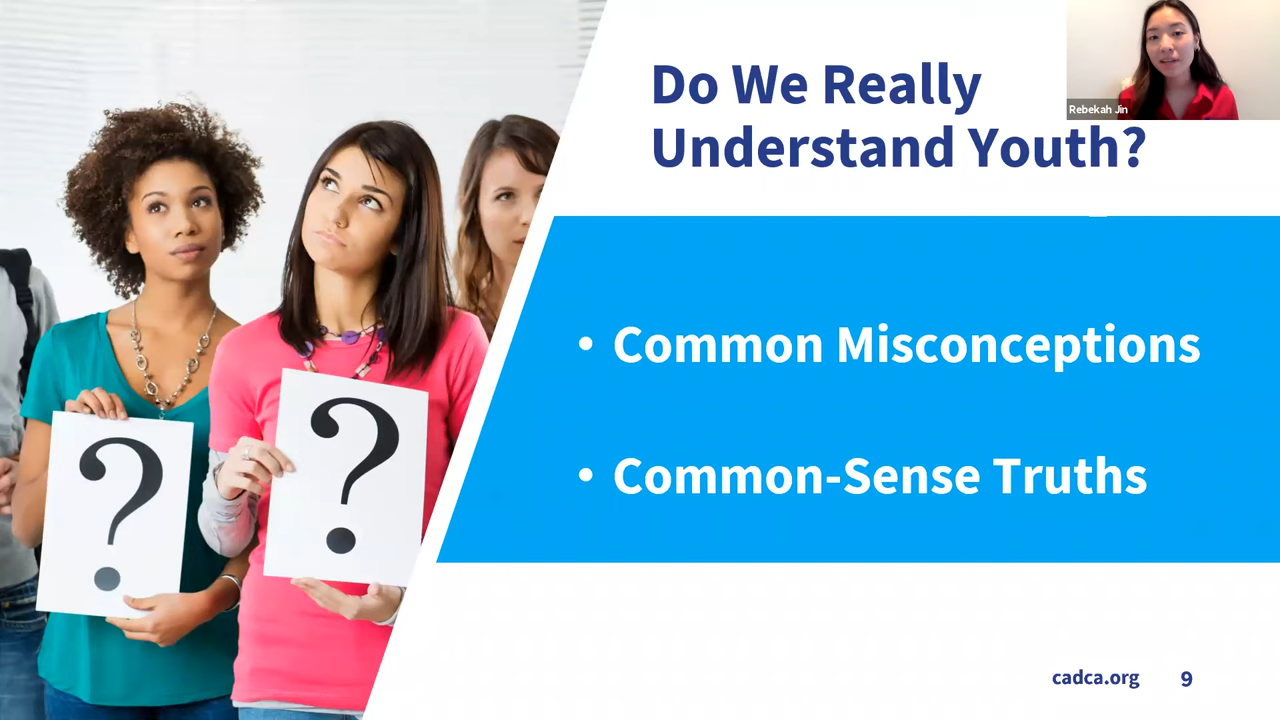 Do We Really
Understand Youth?
Rebekah Jin
• Common Misconceptions
• Common-Sense Truths
?
?
cadca.org
9